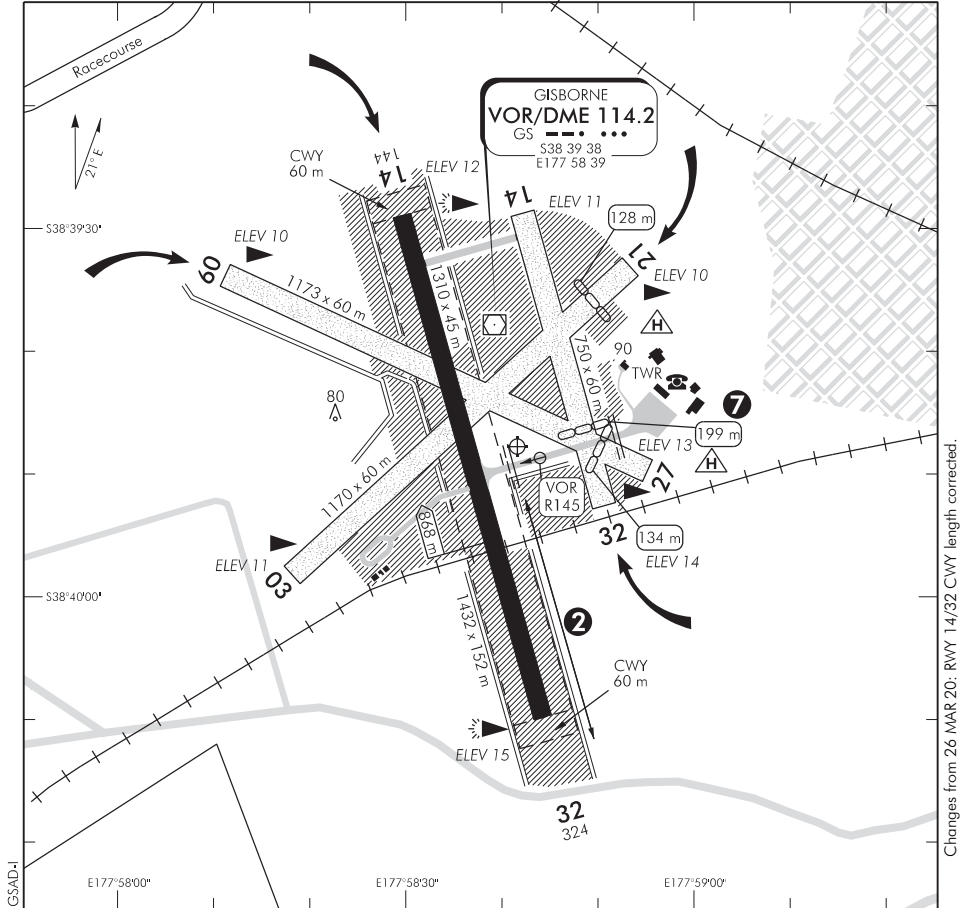 Racecourse
21° E
GISBORNE
VOR/DME 114.2
GS
S38 39 38
E177 58 39
CWY
60 m
144
14
ELEV 12
14
ELEV 11
128 m
21
ELEV 10
S38°39'30"
ELEV 10
09
1173 x 60 m
1310 x 45 m
H
750 x 60 m
90
TWR
80
7
199 m
ELEV 13
H
27
1170 x 60 m
VOR
R145
868 m
32
134 m
ELEV 14
ELEV 11
03
S38°40'00"
1432 x 152 m
2
CWY
60 m
ELEV 15
32
324
E177°58'00"
E177°58'30"
E177°59'00"
GSAD-I
Changes from 26 MAR 20: RWY 14/32 CWY length corrected.